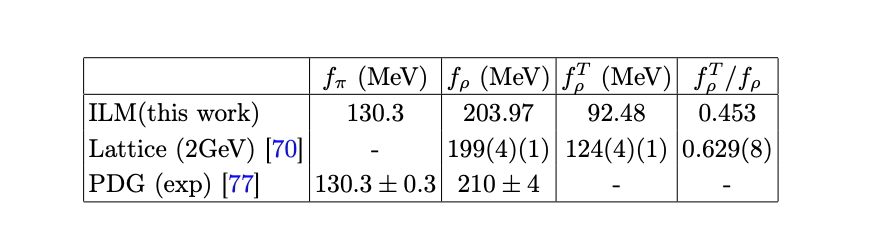 f_π (MeV) f_ρ (MeV) f_ρ^T (MeV) f_ρ^T/f_ρ
ILM(this work) 130.3 203.97 92.48 0.453
Lattice (2GeV) [70] - 199(4)(1) 124(4)(1) 0.629(8)
PDG (exp) [77] 130.3 ± 0.3 210 ± 4 - -